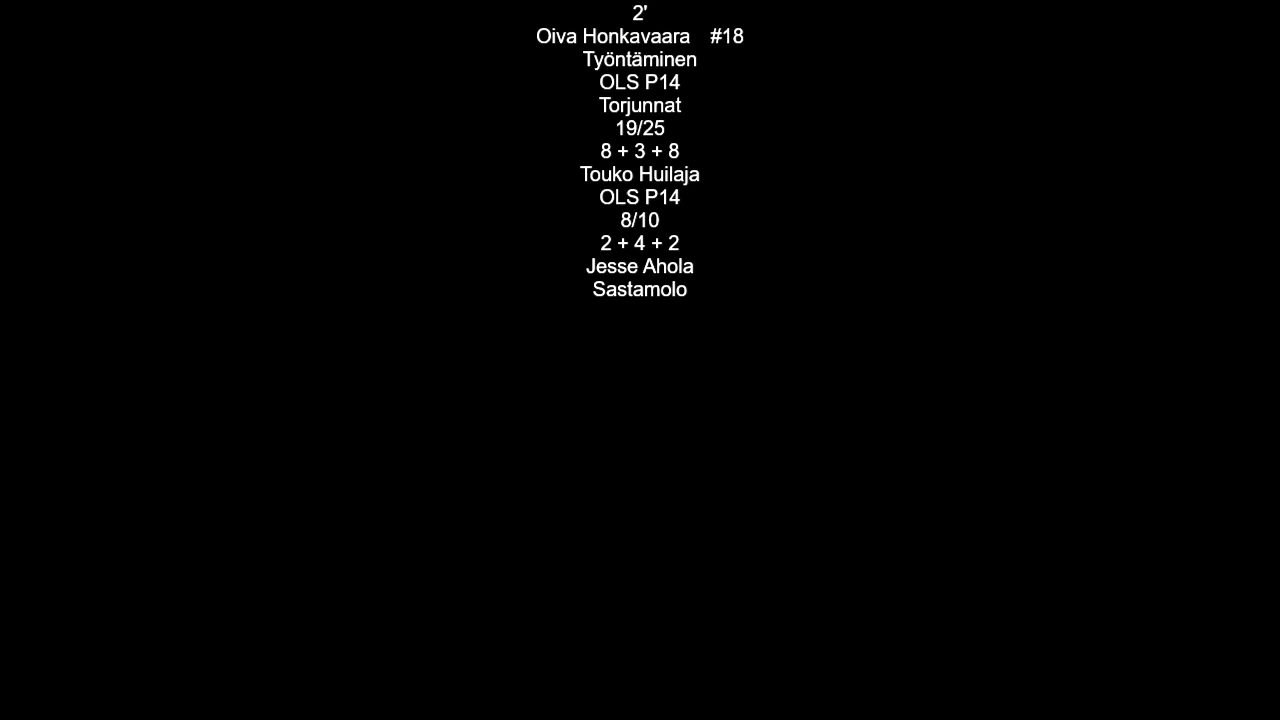 2'
Oiva Honkavaara #18
Työntäminen
OLS P14
Torjunnat
19/25
8 + 3 + 8
Touko Huilaja
OLS P14
8/10
2 + 4 + 2
Jesse Ahola
Sastamolo